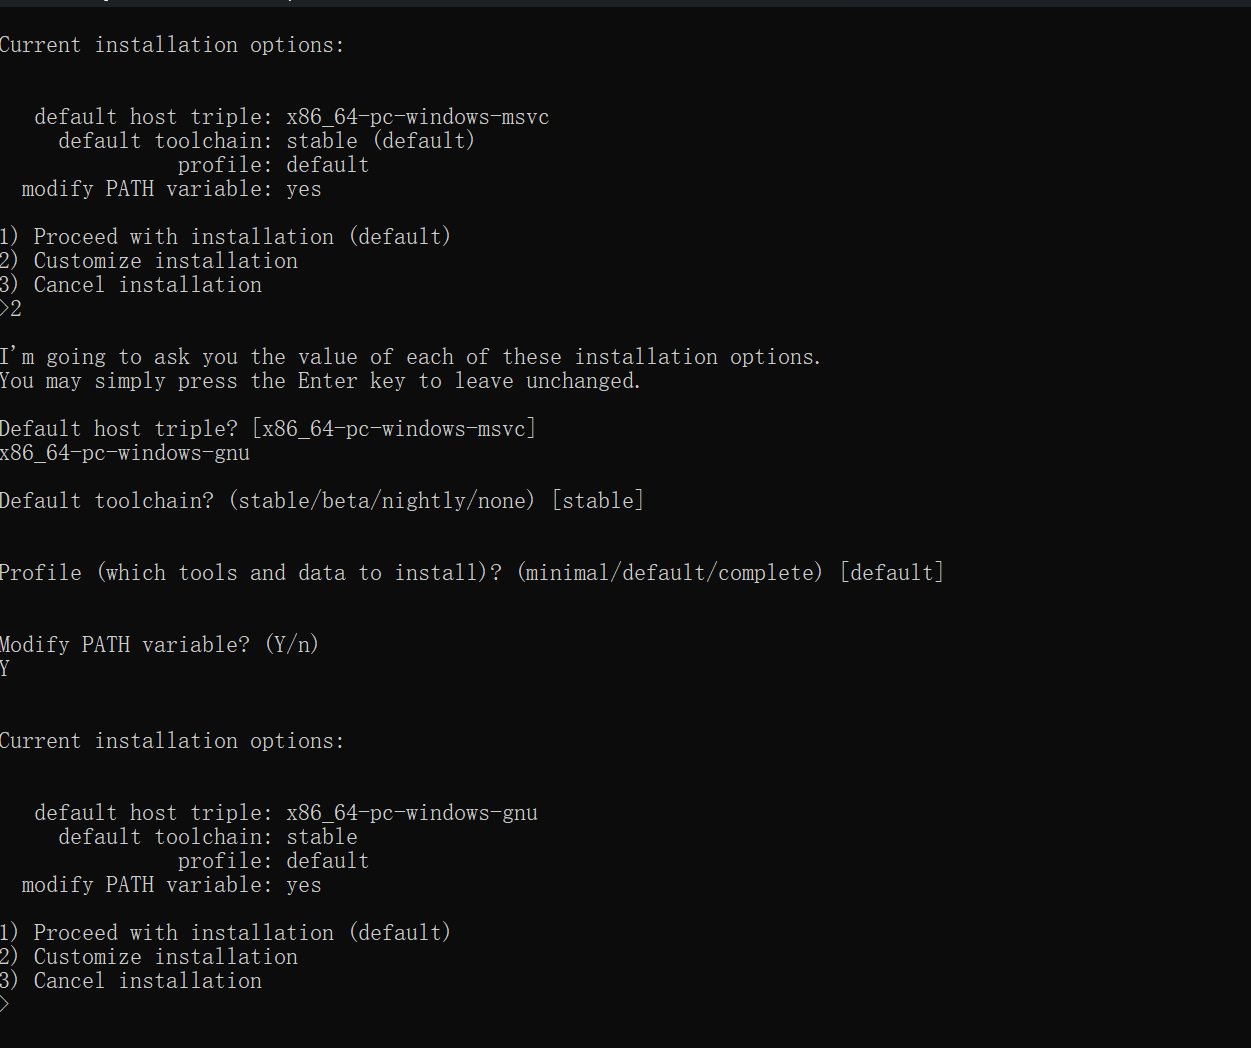 Current installation options:
default host triple: x86_64-pc-windows-msvc
default toolchain: stable (default)
profile: default
modify PATH variable: yes
1) Proceed with installation (default)
2) Customize installation
3) Cancel installation
>2
I'm going to ask you the value of each of these installation options.
You may simply press the Enter key to leave unchanged.
Default host triple? [x86_64-pc-windows-msvc]
x86_64-pc-windows-gnu
Default toolchain? (stable/beta/nightly/none) [stable]
Profile (which tools and data to install)? (minimal/default/complete) [default]
Modify PATH variable? (Y/n)
Y
Current installation options:
default host triple: x86_64-pc-windows-gnu
default toolchain: stable
profile: default
modify PATH variable: yes
1) Proceed with installation (default)
2) Customize installation
3) Cancel installation
>